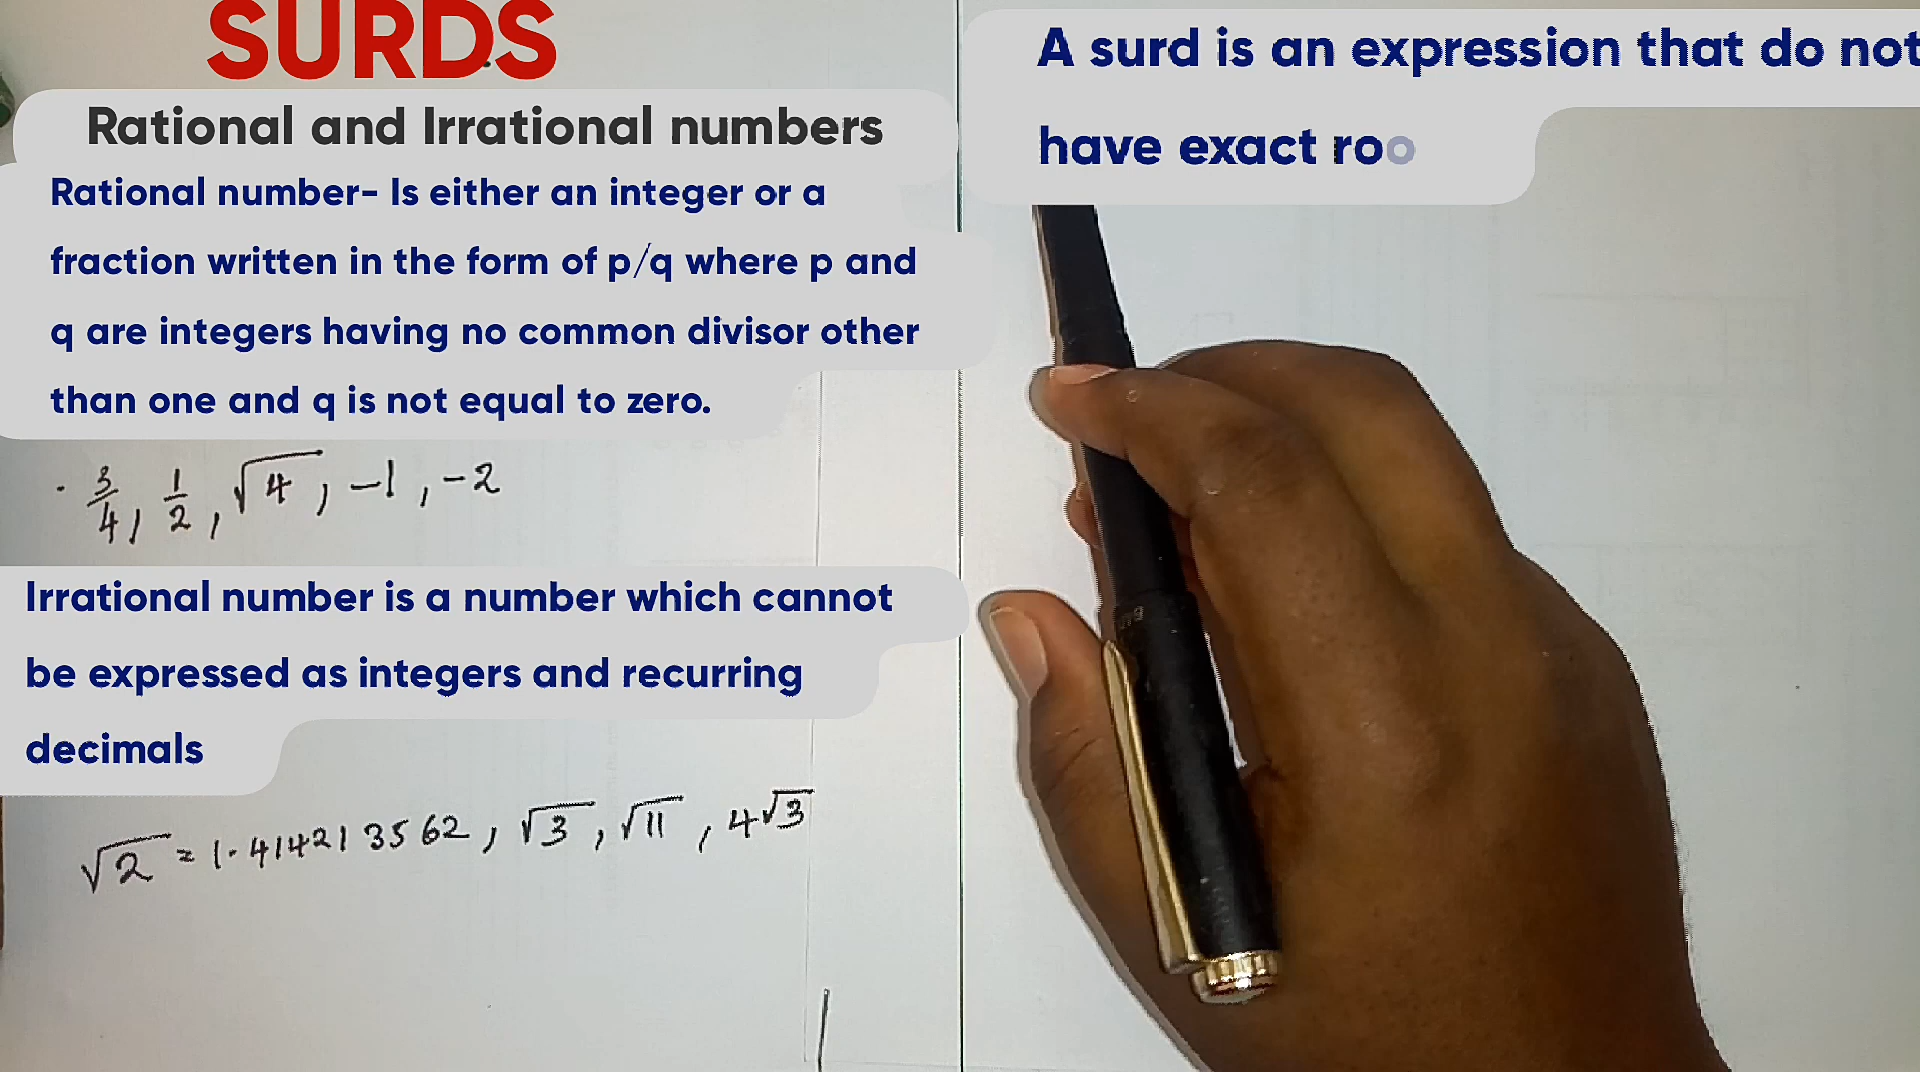 SURDS
Rational and Irrational numbers
Rational number- Is either an integer or a
fraction written in the form of p/q where p and
q are integers having no common divisor other
than one and q is not equal to zero.
· 3/4, 1/2, √4, -1, -2
Irrational number is a number which cannot
be expressed as integers and recurring
decimals
√2 = 1.414213562, √3, √11, 4√3
A surd is an expression that do not
have exact roo